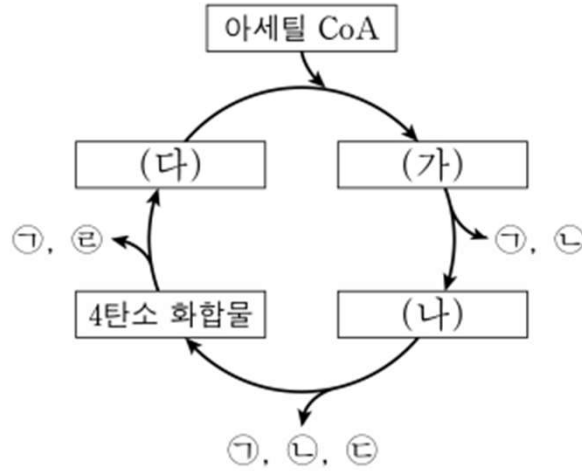 아세틸 CoA
(다)
(가)
㉠, ㉣
㉠, ㉡
4탄소 화합물
(나)
㉠, ㉡, ㉢